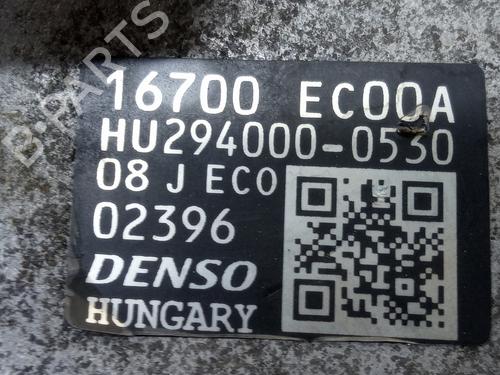 16700 EC00A
HU294000-0530
08 J EC0
02396
DENSO
HUNGARY
B-PARTS